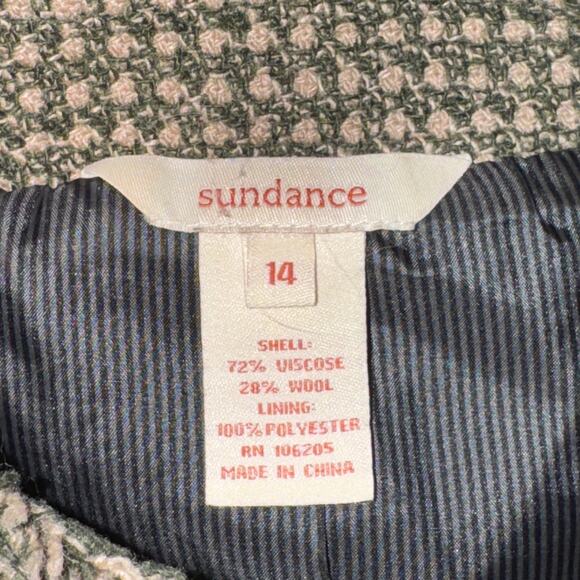 sundance
14
SHELL:
72% VISCOSE
28% WOOL
LINING:
100% POLYESTER
RN 106205
MADE IN CHINA